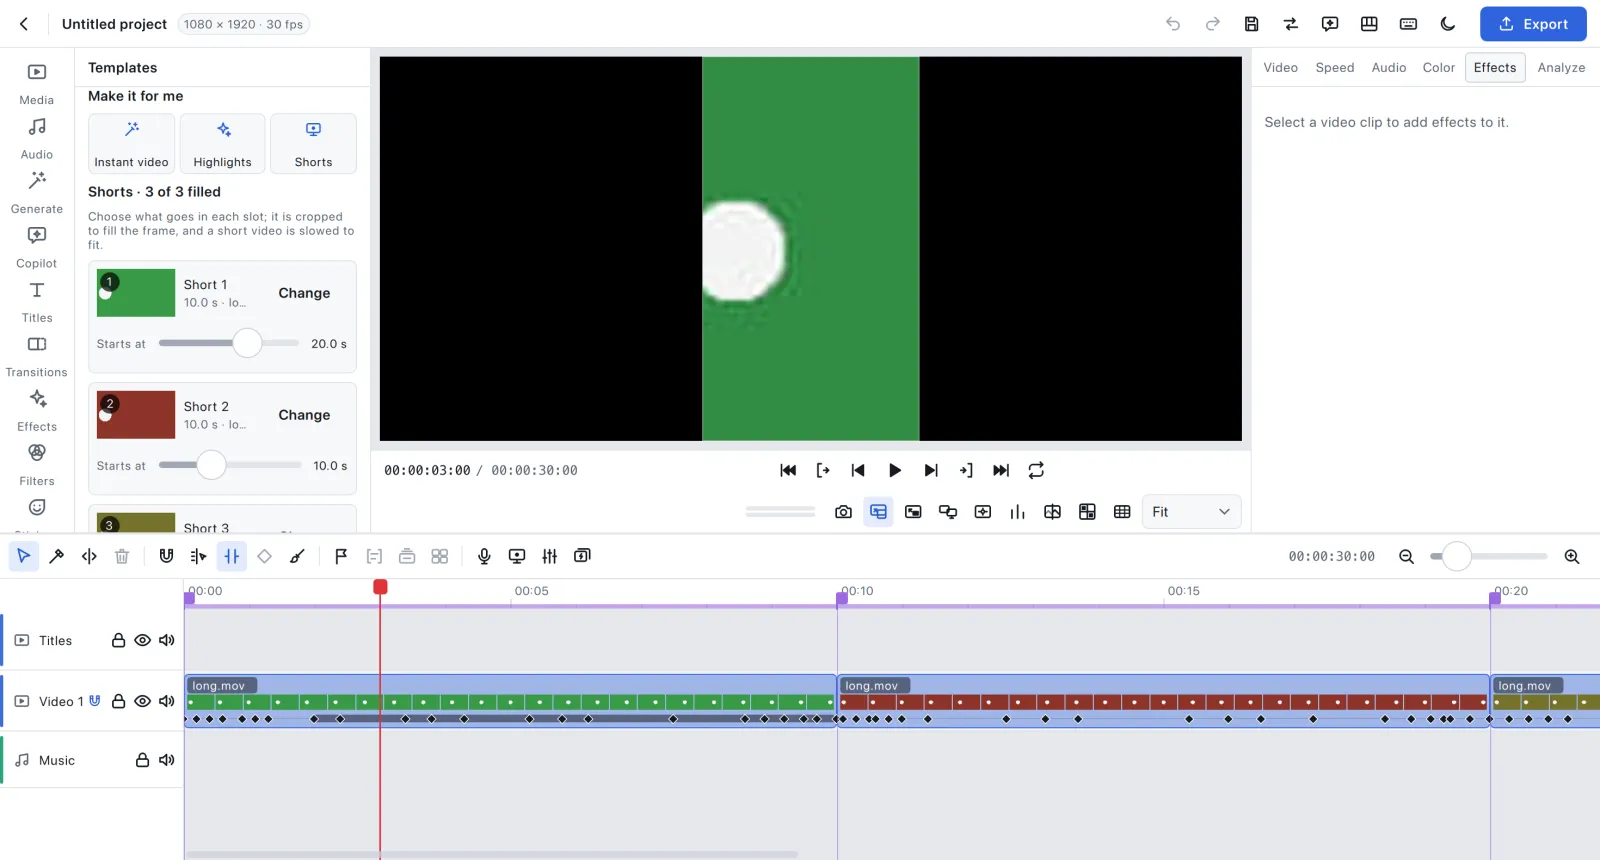 Untitled project
1080 × 1920 · 30 fps
Export
Media
Audio
Generate
Copilot
Titles
Transitions
Effects
Filters
Templates
Make it for me
Instant video
Highlights
Shorts
Shorts · 3 of 3 filled
Choose what goes in each slot; it is cropped
to fill the frame, and a short video is slowed to
fit.
1
Short 1
10.0 s · lo...
Change
Starts at
20.0 s
2
Short 2
10.0 s · lo...
Change
Starts at
10.0 s
3
Short 3
00:00:03:00 / 00:00:30:00
Fit
Video
Speed
Audio
Color
Effects
Analyze
Select a video clip to add effects to it.
00:00:30:00
00:00
00:05
00:10
00:15
00:20
Titles
Video 1
long.mov
long.mov
long.mov
Music